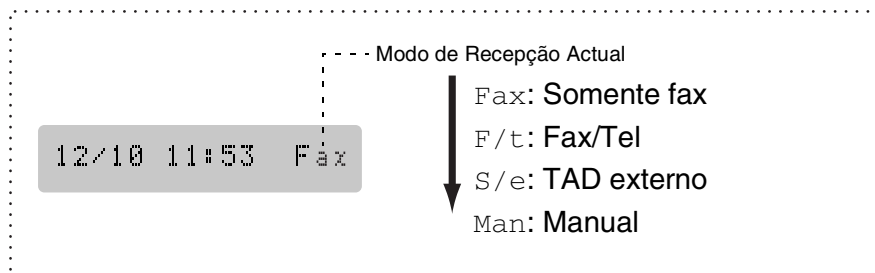 Modo de Recepção Actual
12/10 11:53 Fax
Fax: Somente fax
F/t: Fax/Tel
S/e: TAD externo
Man: Manual